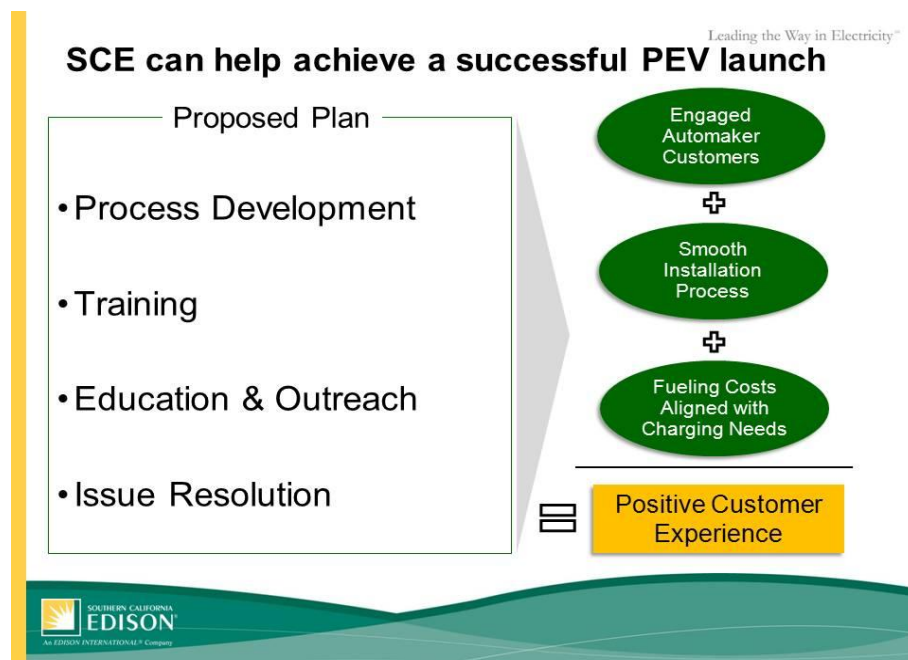 Leading the Way in Electricity℠
SCE can help achieve a successful PEV launch
Proposed Plan
•Process Development
•Training
•Education & Outreach
•Issue Resolution
Engaged
Automaker
Customers
+
Smooth
Installation
Process
+
Fueling Costs
Aligned with
Charging Needs
=
Positive Customer
Experience
SOUTHERN CALIFORNIA
EDISON®
An EDISON INTERNATIONAL® Company